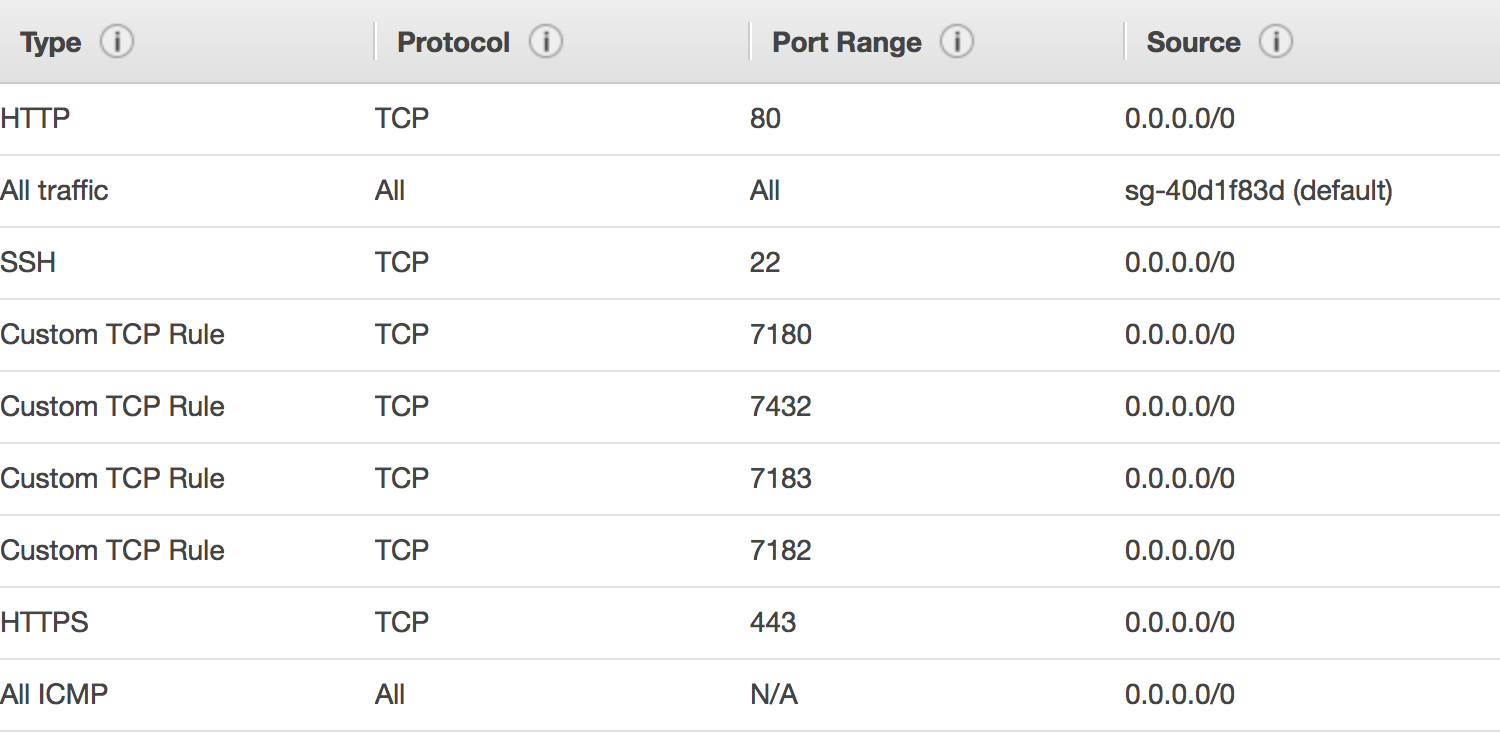 Type Protocol Port Range Source
HTTP TCP 80 0.0.0.0/0
All traffic All All sg-40d1f83d (default)
SSH TCP 22 0.0.0.0/0
Custom TCP Rule TCP 7180 0.0.0.0/0
Custom TCP Rule TCP 7432 0.0.0.0/0
Custom TCP Rule TCP 7183 0.0.0.0/0
Custom TCP Rule TCP 7182 0.0.0.0/0
HTTPS TCP 443 0.0.0.0/0
All ICMP All N/A 0.0.0.0/0